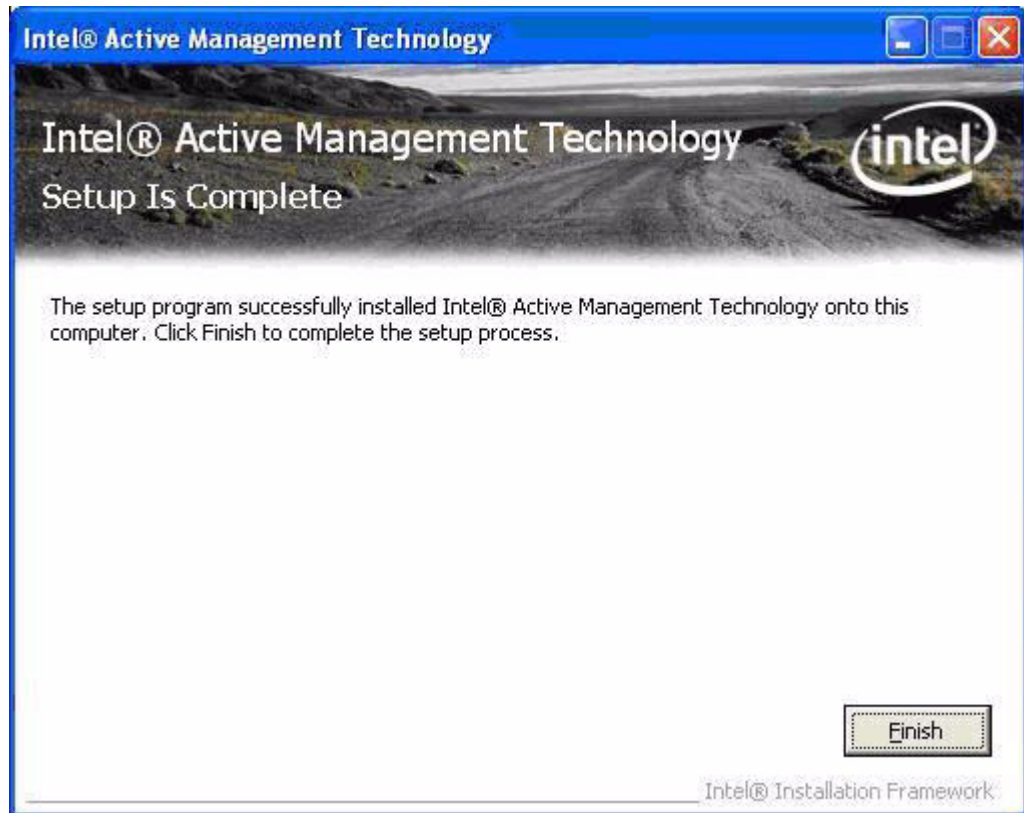 Intel® Active Management Technology
Intel® Active Management Technology
Setup Is Complete
intel®
The setup program successfully installed Intel® Active Management Technology onto this
computer. Click Finish to complete the setup process.
Finish
Intel® Installation Framework